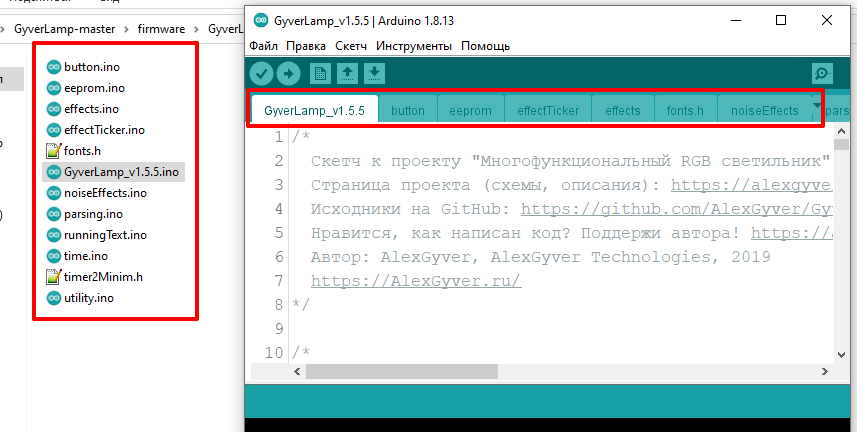 GyverLamp-master > firmware > GyverL
button.ino
eeprom.ino
effects.ino
effectTicker.ino
fonts.h
GyverLamp_v1.5.5.ino
noiseEffects.ino
parsing.ino
runningText.ino
time.ino
timer2Minim.h
utility.ino
GyverLamp_v1.5.5 | Arduino 1.8.13
Файл Правка Скетч Инструменты Помощь
GyverLamp_v1.5.5 button eeprom effectTicker effects fonts.h noiseEffects pars
1 /*
2 Скетч к проекту "Многофункциональный RGB светильник"
3 Страница проекта (схемы, описания): https://alexgyve
4 Исходники на GitHub: https://github.com/AlexGyver/Gy
5 Нравится, как написан код? Поддержи автора! https://a
6 Автор: AlexGyver, AlexGyver Technologies, 2019
7 https://AlexGyver.ru/
8 */
9
10 /*